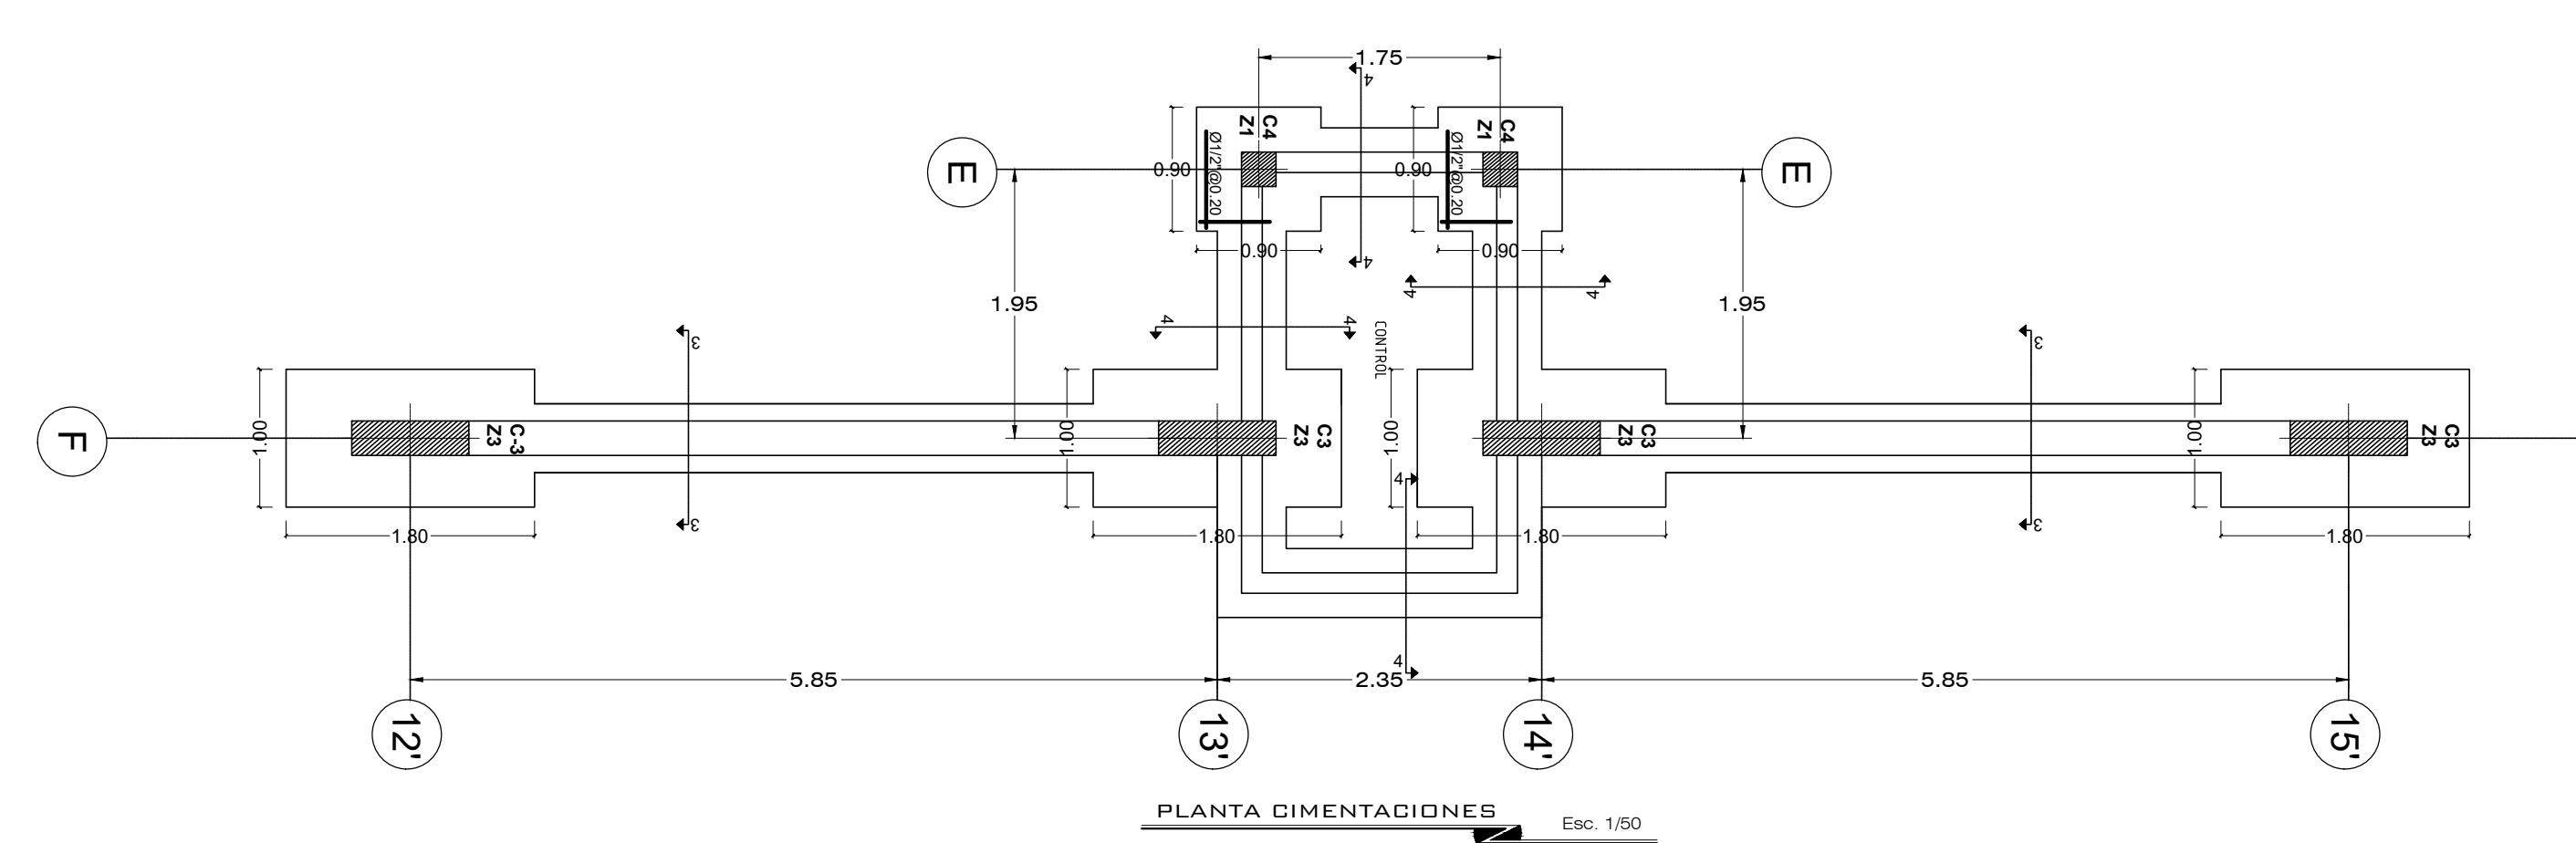 1.75
4
Z1 C4
Z1 C4
0.90
Ø1/2"@0.20
0.90
Ø1/2"@0.20
E
E
0.90
0.90
4
4
4
1.95
1.95
4
4
CONTROL
3
3
1.00
1.00
1.00
1.00
F
Z3 C-3
Z3 C3
Z3 C3
Z3 C3
4
3
3
1.80
1.80
1.80
1.80
4
5.85
2.35
5.85
12'
13'
14'
15'
PLANTA CIMENTACIONES
Esc. 1/50